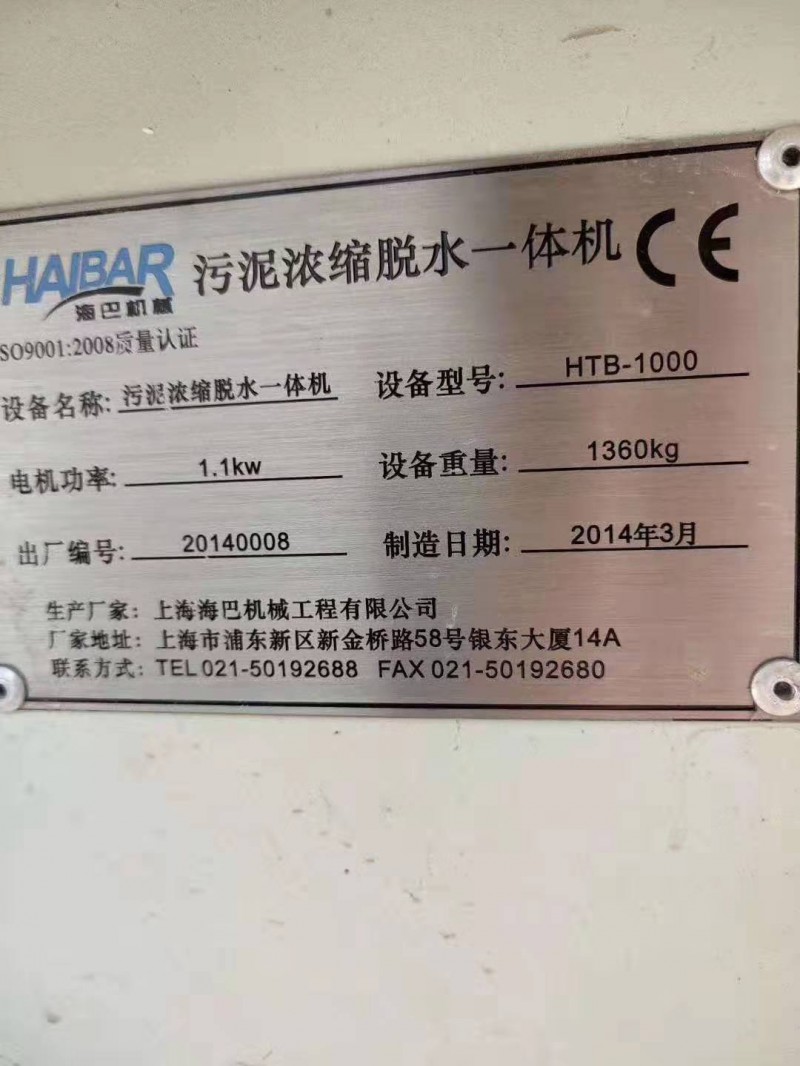 HAIBAR 污泥浓缩脱水一体机 CE
海巴机械
SO9001:2008质量认证
设备名称: 污泥浓缩脱水一体机 设备型号: HTB-1000
电机功率: 1.1kw 设备重量: 1360kg
出厂编号: 20140008 制造日期: 2014年3月
生产厂家：上海海巴机械工程有限公司
厂家地址：上海市浦东新区新金桥路58号银东大厦14A
联系方式：TEL 021-50192688 FAX 021-50192680